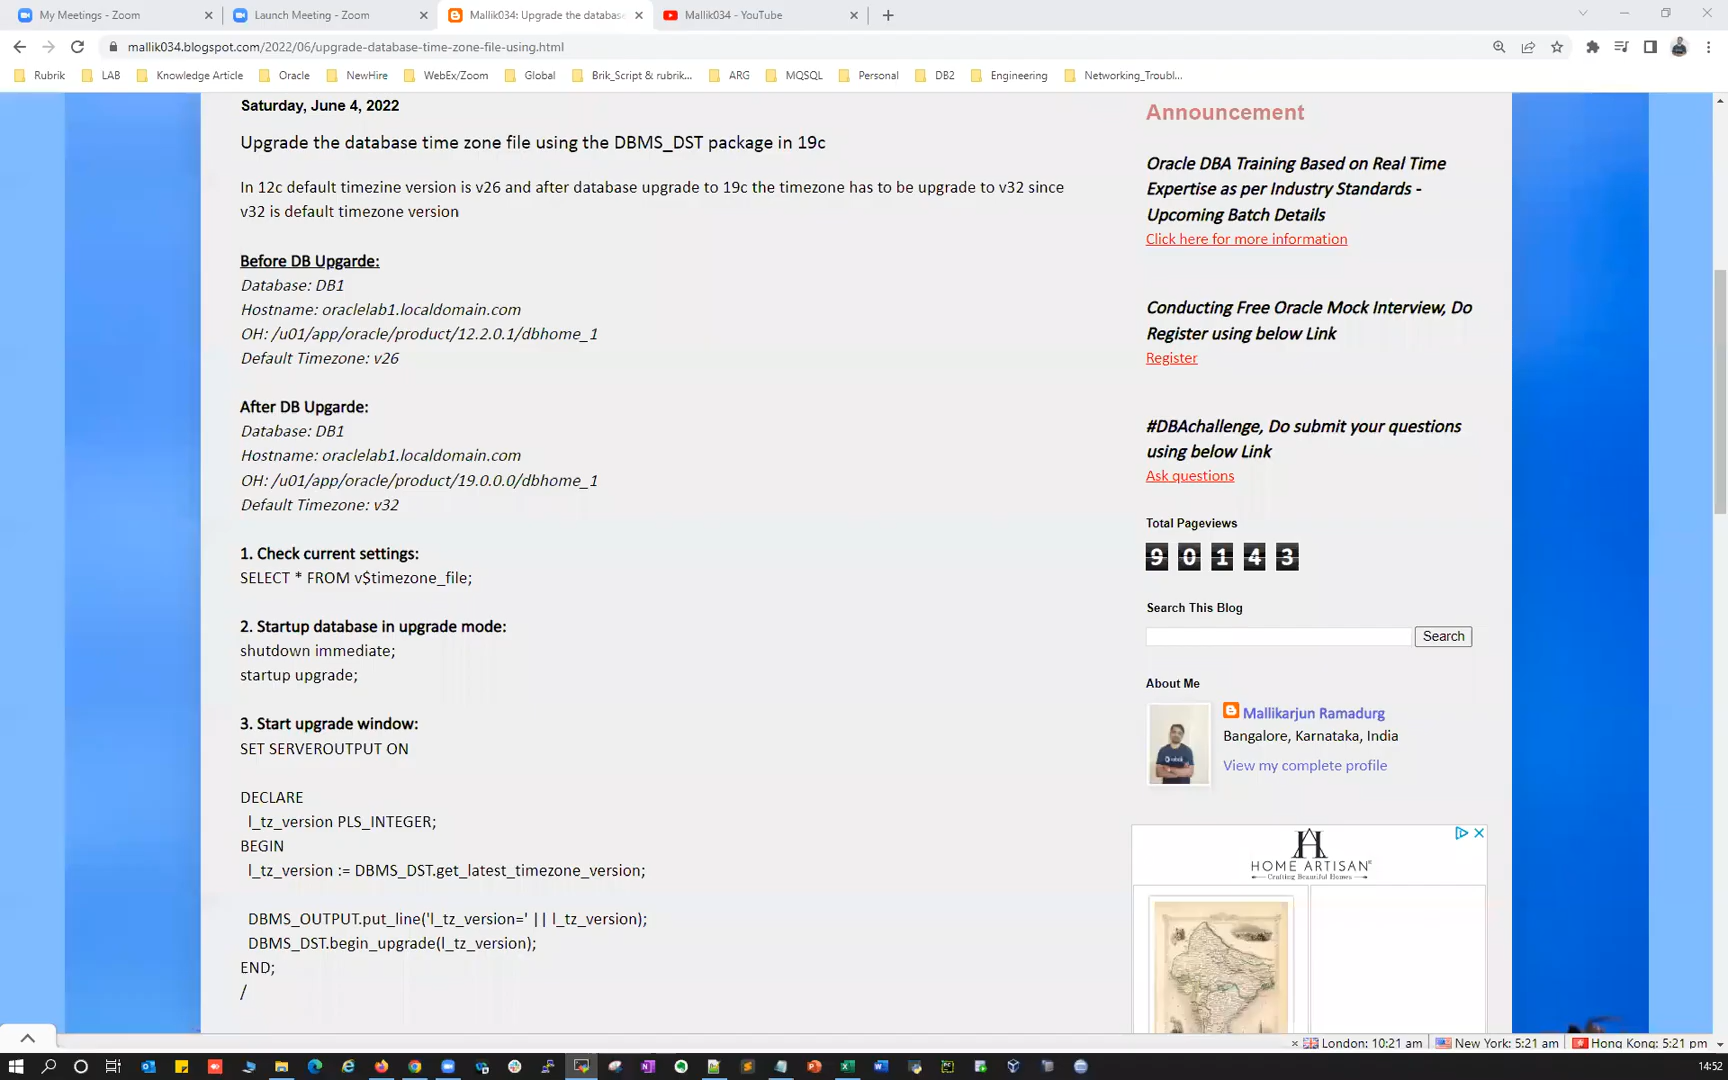 My Meetings - Zoom
Launch Meeting - Zoom
Mallik034: Upgrade the database
Mallik034 - YouTube
mallik034.blogspot.com/2022/06/upgrade-database-time-zone-file-using.html
Rubrik
LAB
Knowledge Article
Oracle
NewHire
WebEx/Zoom
Global
Brik_Script & rubrik...
ARG
MQSQL
Personal
DB2
Engineering
Networking_Troubl...
Saturday, June 4, 2022
Upgrade the database time zone file using the DBMS_DST package in 19c
In 12c default timezine version is v26 and after database upgrade to 19c the timezone has to be upgrade to v32 since
v32 is default timezone version
Before DB Upgarde:
Database: DB1
Hostname: oraclelab1.localdomain.com
OH: /u01/app/oracle/product/12.2.0.1/dbhome_1
Default Timezone: v26
After DB Upgarde:
Database: DB1
Hostname: oraclelab1.localdomain.com
OH: /u01/app/oracle/product/19.0.0.0/dbhome_1
Default Timezone: v32
1. Check current settings:
SELECT * FROM v$timezone_file;
2. Startup database in upgrade mode:
shutdown immediate;
startup upgrade;
3. Start upgrade window:
SET SERVEROUTPUT ON
DECLARE
l_tz_version PLS_INTEGER;
BEGIN
l_tz_version := DBMS_DST.get_latest_timezone_version;
DBMS_OUTPUT.put_line('l_tz_version=' || l_tz_version);
DBMS_DST.begin_upgrade(l_tz_version);
END;
/
Announcement
Oracle DBA Training Based on Real Time
Expertise as per Industry Standards -
Upcoming Batch Details
Click here for more information
Conducting Free Oracle Mock Interview, Do
Register using below Link
Register
#DBAchallenge, Do submit your questions
using below Link
Ask questions
Total Pageviews
9 0 1 4 3
Search This Blog
Search
About Me
Mallikarjun Ramadurg
Bangalore, Karnataka, India
View my complete profile
HOME ARTISAN
Crafting Beautiful Homes
London: 10:21 am
New York: 5:21 am
Hong Kong: 5:21 pm
14:52